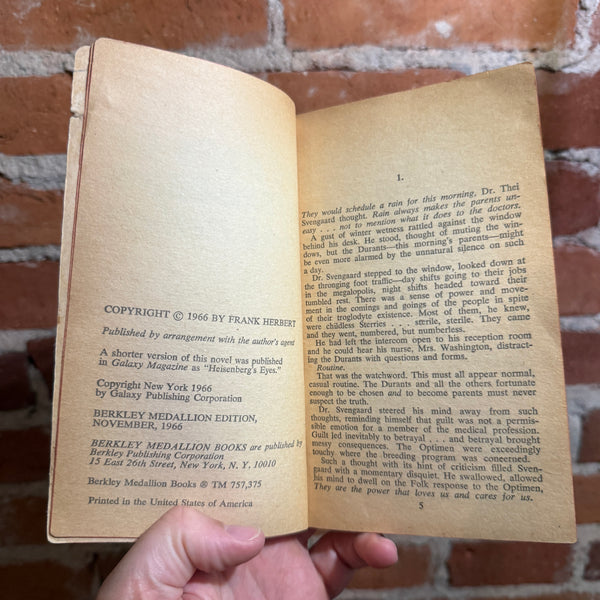 COPYRIGHT © 1966 BY FRANK HERBERT
Published by arrangement with the author's agent
A shorter version of this novel was published
in Galaxy Magazine as "Heisenberg's Eyes."
Copyright New York 1966
by Galaxy Publishing Corporation
BERKLEY MEDALLION EDITION,
NOVEMBER, 1966
BERKLEY MEDALLION BOOKS are published by
Berkley Publishing Corporation
15 East 26th Street, New York, N. Y. 10010
Berkley Medallion Books ® TM 757,375
Printed in the United States of America
1.
They would schedule a rain for this morning, Dr. Thei
Svengaard thought. Rain always makes the parents un-
easy . . . not to mention what it does to the doctors.
A gust of winter wetness rattled against the window
behind his desk. He stood, thought of muting the win-
dows, but the Durants—this morning's parents—might
be even more alarmed by the unnatural silence on such
a day.
Dr. Svengaard stepped to the window, looked down at
the thronging foot traffic—day shifts going to their jobs
in the megalopolis, night shifts headed toward their
tumbled rest. There was a sense of power and move-
ment in the comings and goings of the people in spite
of their troglodyte existence. Most of them, he knew,
were childless Sterries . . . sterile, sterile. They came
and they went, numbered, but numberless.
He had left the intercom open to his reception room
and he could hear his nurse, Mrs. Washington, distract-
ing the Durants with questions and forms.
Routine.
That was the watchword. This must all appear normal,
casual routine. The Durants and all the others fortunate
enough to be chosen and to become parents must never
suspect the truth.
Dr. Svengaard steered his mind away from such
thoughts, reminding himself that guilt was not a permis-
sible emotion for a member of the medical profession.
Guilt led inevitably to betrayal . . . and betrayal brought
messy consequences. The Optimen were exceedingly
touchy where the breeding program was concerned.
Such a thought with its hint of criticism filled Sven-
gaard with a momentary disquiet. He swallowed, allowed
his mind to dwell on the Folk response to the Optimen,
They are the power that loves us and cares for us.
5